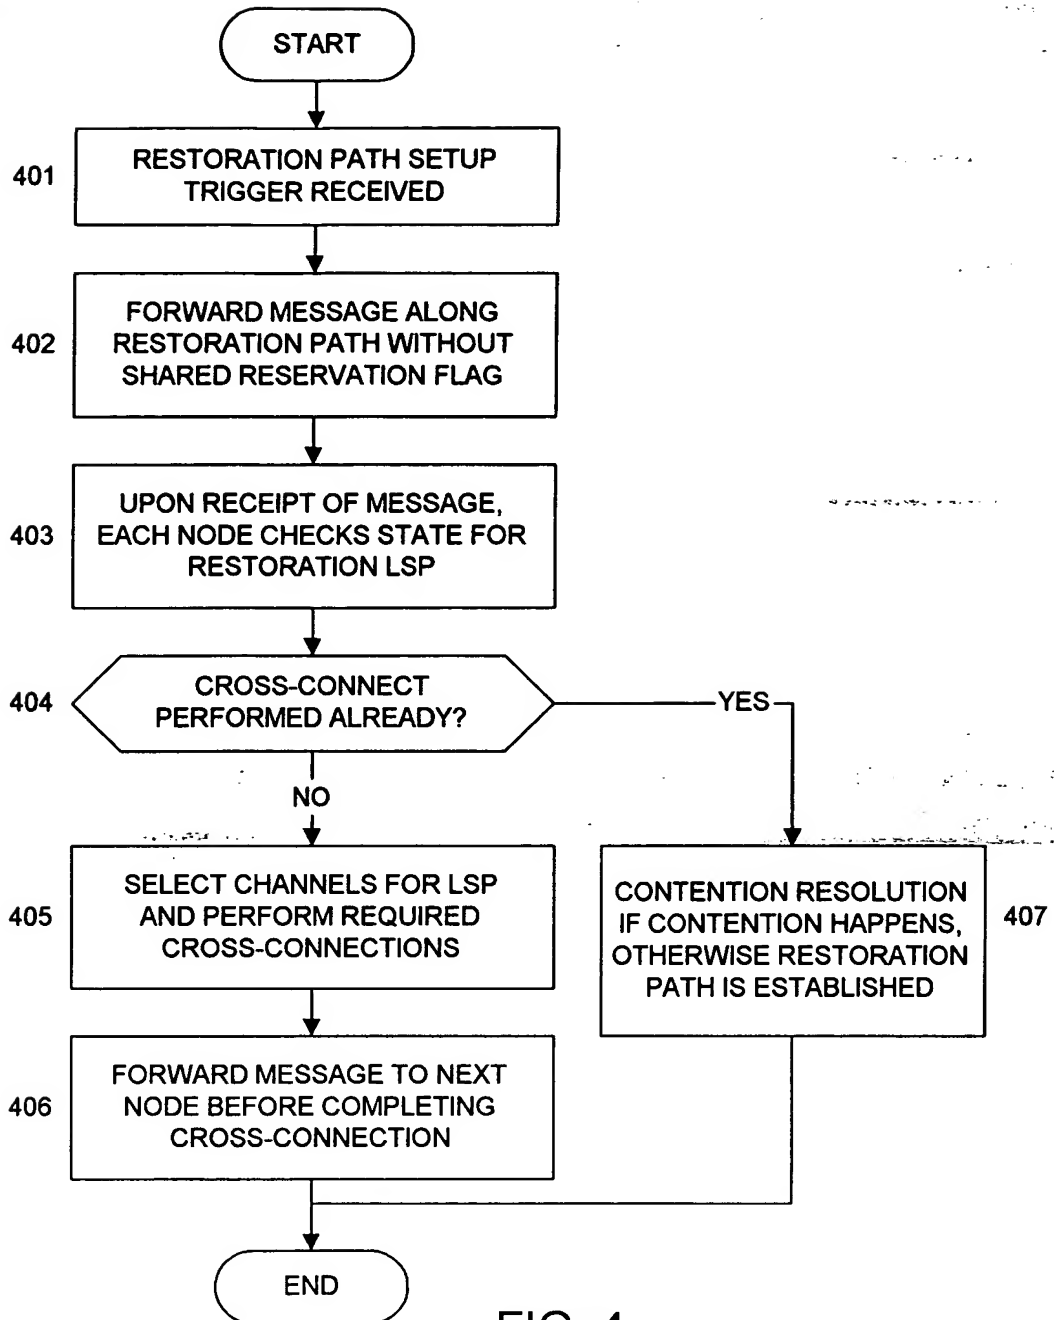 START
401
RESTORATION PATH SETUP
TRIGGER RECEIVED
402
FORWARD MESSAGE ALONG
RESTORATION PATH WITHOUT
SHARED RESERVATION FLAG
403
UPON RECEIPT OF MESSAGE,
EACH NODE CHECKS STATE FOR
RESTORATION LSP
404
CROSS-CONNECT
PERFORMED ALREADY?
YES
NO
405
SELECT CHANNELS FOR LSP
AND PERFORM REQUIRED
CROSS-CONNECTIONS
CONTENTION RESOLUTION
IF CONTENTION HAPPENS,
OTHERWISE RESTORATION
PATH IS ESTABLISHED
407
406
FORWARD MESSAGE TO NEXT
NODE BEFORE COMPLETING
CROSS-CONNECTION
END
FIG. 4